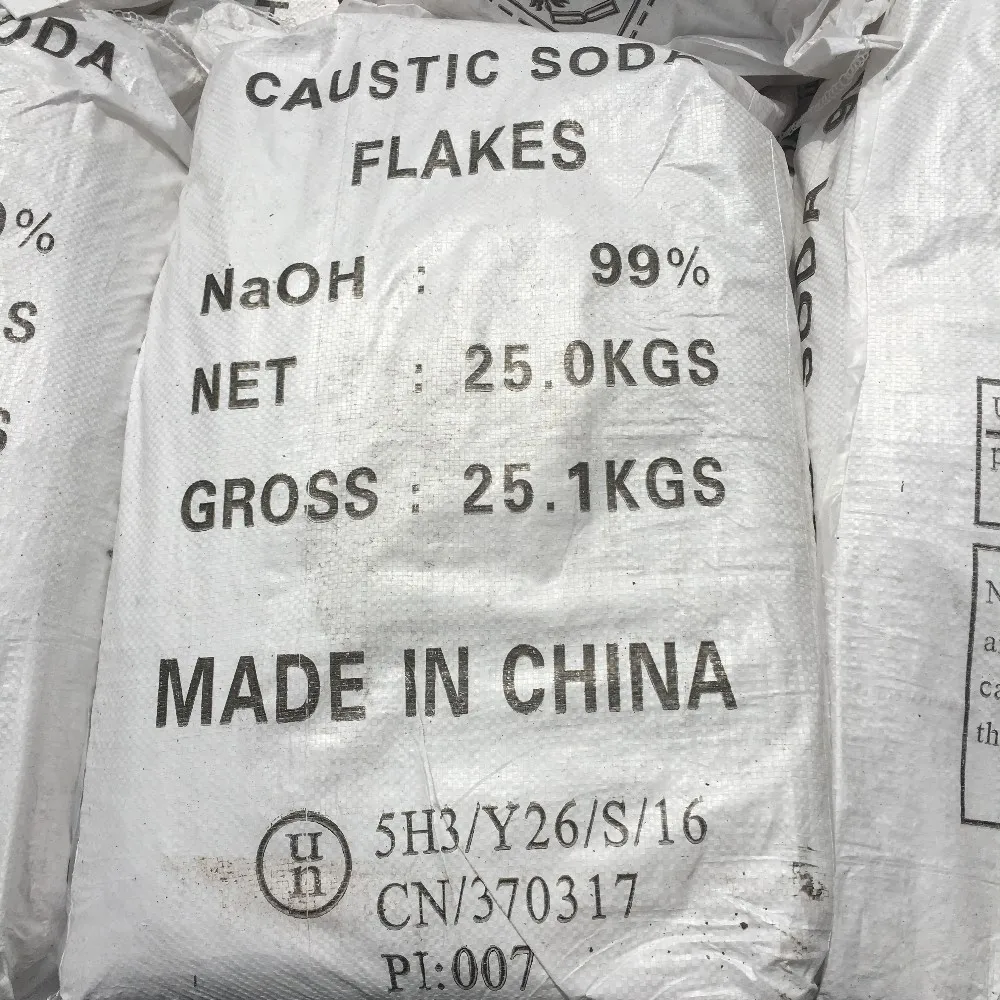 CAUSTIC SODA
FLAKES
NaOH : 99%
NET : 25.0KGS
GROSS : 25.1KGS
MADE IN CHINA
un
5H3/Y26/S/16
CN/370317
PI:007
SODA